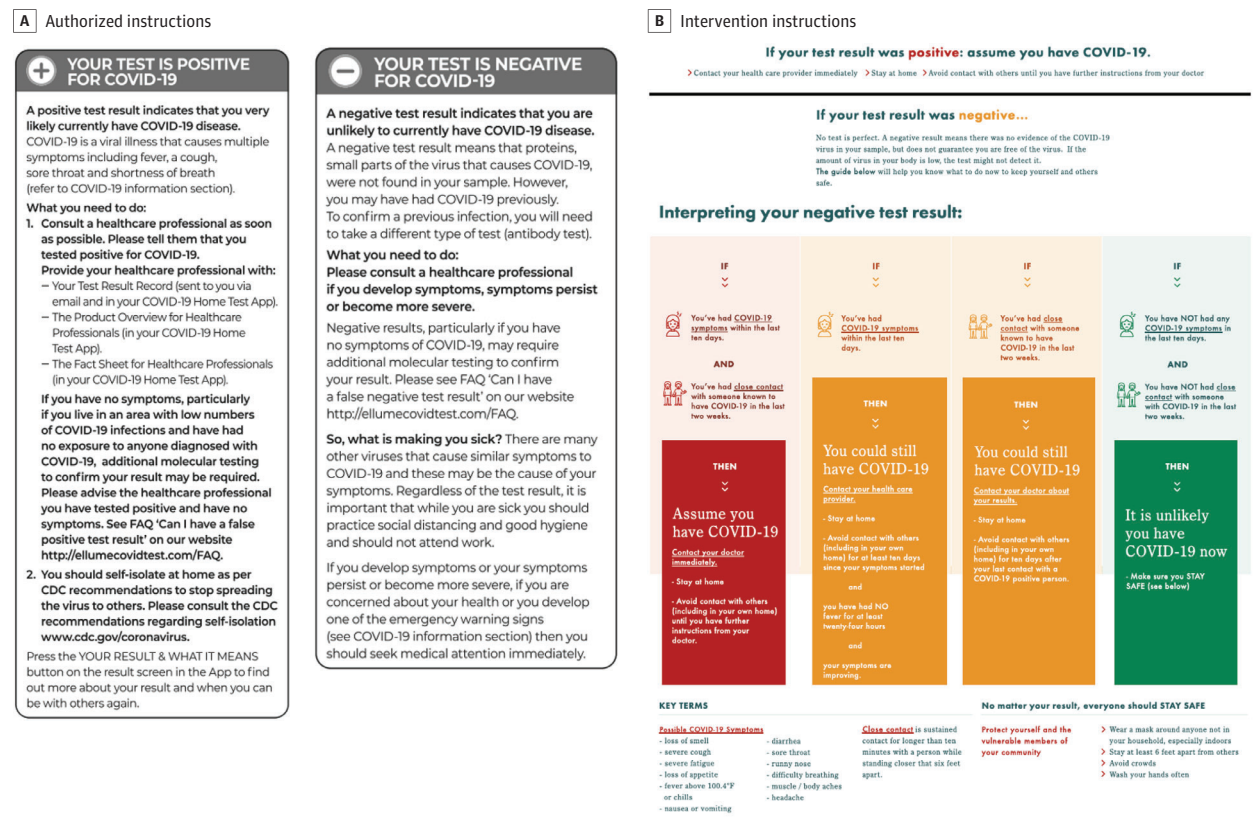 A Authorized instructions
YOUR TEST IS POSITIVE
FOR COVID-19
A positive test result indicates that you very
likely currently have COVID-19 disease.
COVID-19 is a viral illness that causes multiple
symptoms including fever, a cough,
sore throat and shortness of breath
(refer to COVID-19 information section).
What you need to do:
1. Consult a healthcare professional as soon
as possible. Please tell them that you
tested positive for COVID-19.
Provide your healthcare professional with:
— Your Test Result Record (sent to you via
email and in your COVID-19 Home Test App).
— The Product Overview for Healthcare
Professionals (in your COVID-19 Home
Test App).
— The Fact Sheet for Healthcare Professionals
(in your COVID-19 Home Test App).
If you have no symptoms, particularly
if you live in an area with low numbers
of COVID-19 infections and have had
no exposure to anyone diagnosed with
COVID-19, additional molecular testing
to confirm your result may be required.
Please advise the healthcare professional
you have tested positive and have no
symptoms. See FAQ 'Can I have a false
positive test result' on our website
http://ellumecovidtest.com/FAQ.
2. You should self-isolate at home as per
CDC recommendations to stop spreading
the virus to others. Please consult the CDC
recommendations regarding self-isolation
www.cdc.gov/coronavirus.
Press the YOUR RESULT & WHAT IT MEANS
button on the result screen in the App to find
out more about your result and when you can
be with others again.
YOUR TEST IS NEGATIVE
FOR COVID-19
A negative test result indicates that you are
unlikely to currently have COVID-19 disease.
A negative test result means that proteins,
small parts of the virus that causes COVID-19,
were not found in your sample. However,
you may have had COVID-19 previously.
To confirm a previous infection, you will need
to take a different type of test (antibody test).
What you need to do:
Please consult a healthcare professional
if you develop symptoms, symptoms persist
or become more severe.
Negative results, particularly if you have
no symptoms of COVID-19, may require
additional molecular testing to confirm
your result. Please see FAQ 'Can I have
a false negative test result' on our website
http://ellumecovidtest.com/FAQ.
So, what is making you sick? There are many
other viruses that cause similar symptoms to
COVID-19 and these may be the cause of your
symptoms. Regardless of the test result, it is
important that while you are sick you should
practice social distancing and good hygiene
and should not attend work.
If you develop symptoms or your symptoms
persist or become more severe, if you are
concerned about your health or you develop
one of the emergency warning signs
(see COVID-19 information section) then you
should seek medical attention immediately.
B Intervention instructions
If your test result was positive: assume you have COVID-19.
> Contact your health care provider immediately > Stay at home > Avoid contact with others until you have further instructions from your doctor
If your test result was negative...
No test is perfect. A negative result means there was no evidence of the COVID-19
virus in your sample, but does not guarantee you are free of the virus. If the
amount of virus in your body is low, the test might not detect it.
The guide below will help you know what to do now to keep yourself and others
safe.
Interpreting your negative test result:
IF
You've had COVID-19
symptoms within the last
ten days.
AND
You've had close contact
with someone known to
have COVID-19 in the last
two weeks.
THEN
Assume you
have COVID-19
Contact your doctor
immediately.
- Stay at home
- Avoid contact with others
(including in your own home)
until you have further
instructions from your
doctor.
IF
You've had
COVID-19 symptoms
within the last ten
days.
THEN
You could still
have COVID-19
Contact your health care
provider.
- Stay at home
- Avoid contact with others
(including in your own
home) for at least ten days
since your symptoms started
and
you have had NO
fever for at least
twenty-four hours
and
your symptoms are
improving.
IF
You've had close
contact with someone
known to have
COVID-19 in the last
two weeks.
THEN
You could still
have COVID-19
Contact your doctor about
your results.
- Stay at home
- Avoid contact with others
(including in your own
home) for ten days after
your last contact with a
COVID-19 positive person.
IF
You have NOT had any
COVID-19 symptoms in
the last ten days.
AND
You have NOT had close
contact with someone
with COVID-19 in the last
two weeks.
THEN
It is unlikely
you have
COVID-19 now
- Make sure you STAY
SAFE (see below)
KEY TERMS
Possible COVID-19 Symptoms
- loss of smell
- severe cough
- severe fatigue
- loss of appetite
- fever above 100.4°F
or chills
- nausea or vomiting
- diarrhea
- sore throat
- runny nose
- difficulty breathing
- muscle / body aches
- headache
Close contact is sustained
contact for longer than ten
minutes with a person while
standing closer that six feet
apart.
No matter your result, everyone should STAY SAFE
Protect yourself and the
vulnerable members of
your community
> Wear a mask around anyone not in
your household, especially indoors
> Stay at least 6 feet apart from others
> Avoid crowds
> Wash your hands often